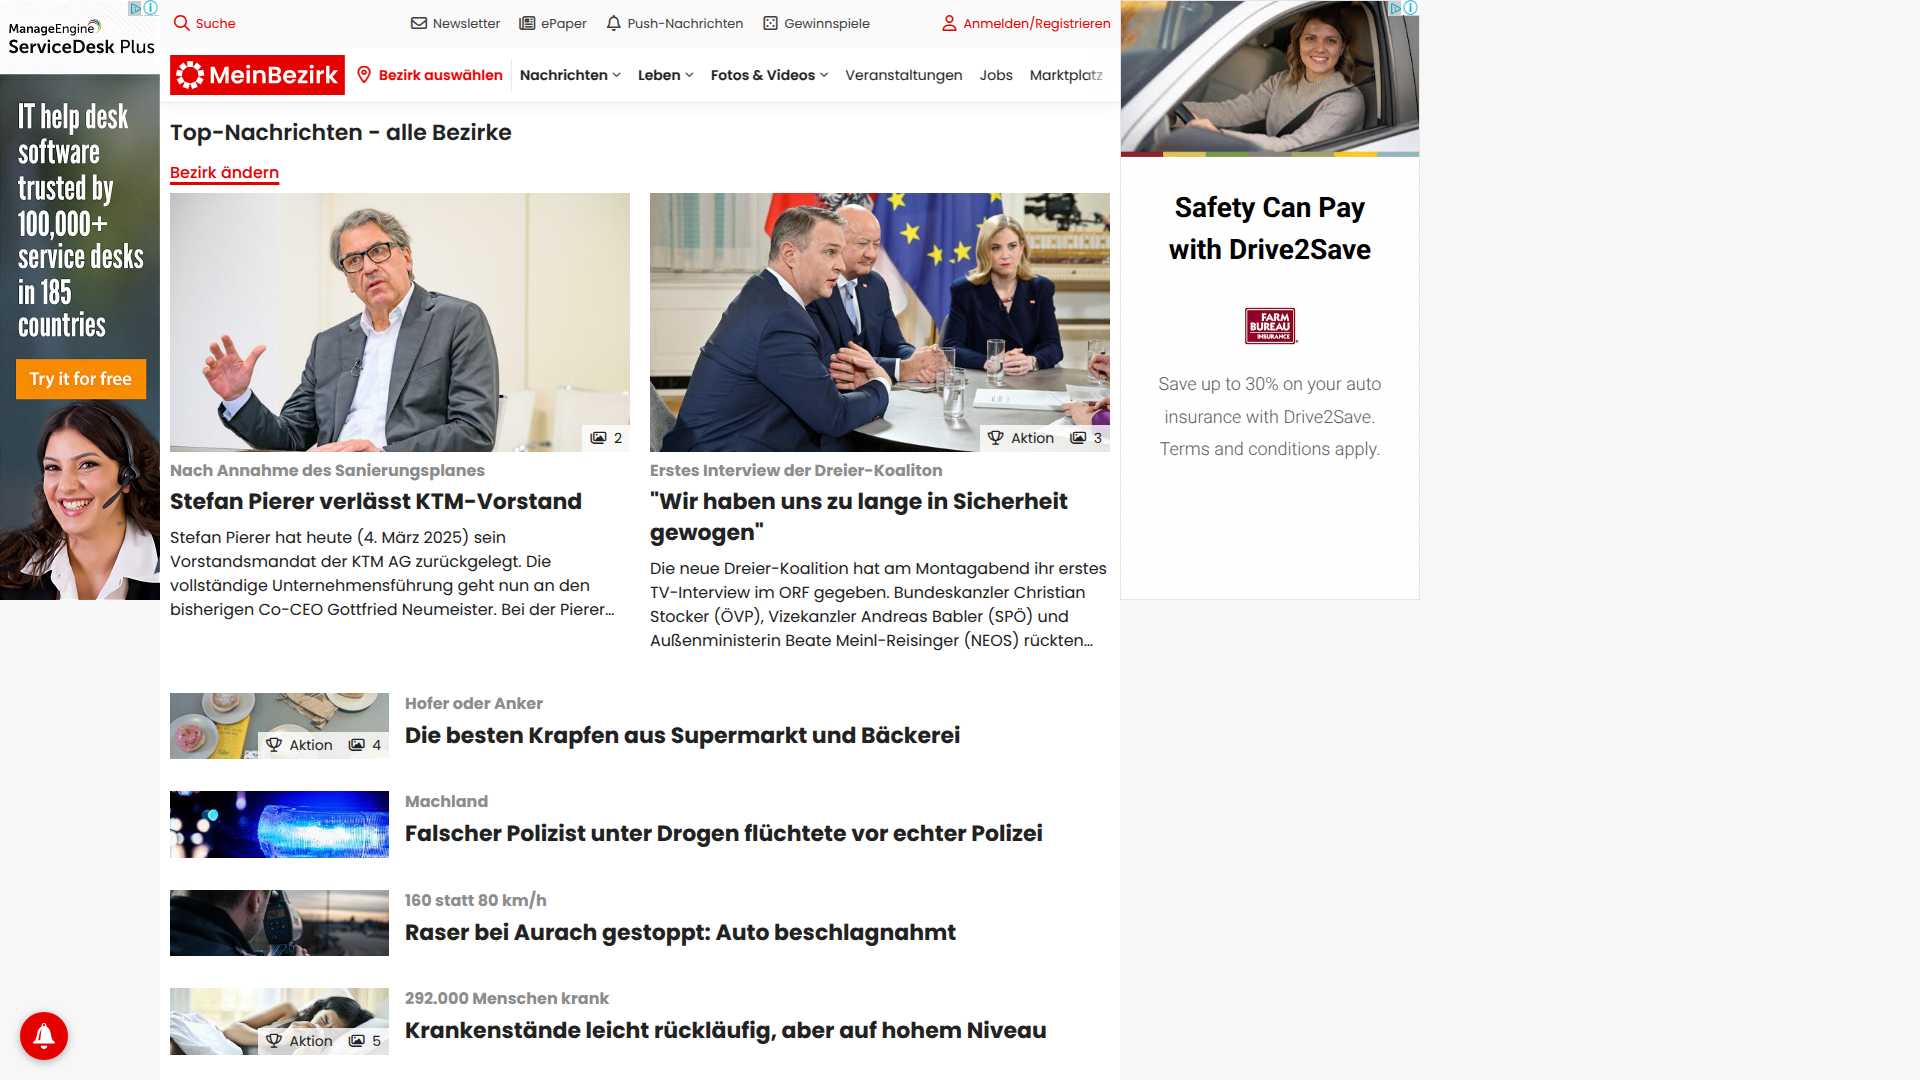 ManageEngine
ServiceDesk Plus
IT help desk
software
trusted by
100,000+
service desks
in 185
countries
Try it for free
Suche
Newsletter
ePaper
Push-Nachrichten
Gewinnspiele
Anmelden/Registrieren
MeinBezirk
Bezirk auswählen
Nachrichten
Leben
Fotos & Videos
Veranstaltungen
Jobs
Marktplatz
Top-Nachrichten - alle Bezirke
Bezirk ändern
2
Nach Annahme des Sanierungsplanes
Stefan Pierer verlässt KTM-Vorstand
Stefan Pierer hat heute (4. März 2025) sein
Vorstandsmandat der KTM AG zurückgelegt. Die
vollständige Unternehmensführung geht nun an den
bisherigen Co-CEO Gottfried Neumeister. Bei der Pierer...
Aktion 3
Erstes Interview der Dreier-Koaliton
"Wir haben uns zu lange in Sicherheit
gewogen"
Die neue Dreier-Koalition hat am Montagabend ihr erstes
TV-Interview im ORF gegeben. Bundeskanzler Christian
Stocker (ÖVP), Vizekanzler Andreas Babler (SPÖ) und
Außenministerin Beate Meinl-Reisinger (NEOS) rückten...
Aktion 4
Hofer oder Anker
Die besten Krapfen aus Supermarkt und Bäckerei
Machland
Falscher Polizist unter Drogen flüchtete vor echter Polizei
160 statt 80 km/h
Raser bei Aurach gestoppt: Auto beschlagnahmt
Aktion 5
292.000 Menschen krank
Krankenstände leicht rückläufig, aber auf hohem Niveau
Safety Can Pay
with Drive2Save
FARM
BUREAU
INSURANCE
Save up to 30% on your auto
insurance with Drive2Save.
Terms and conditions apply.